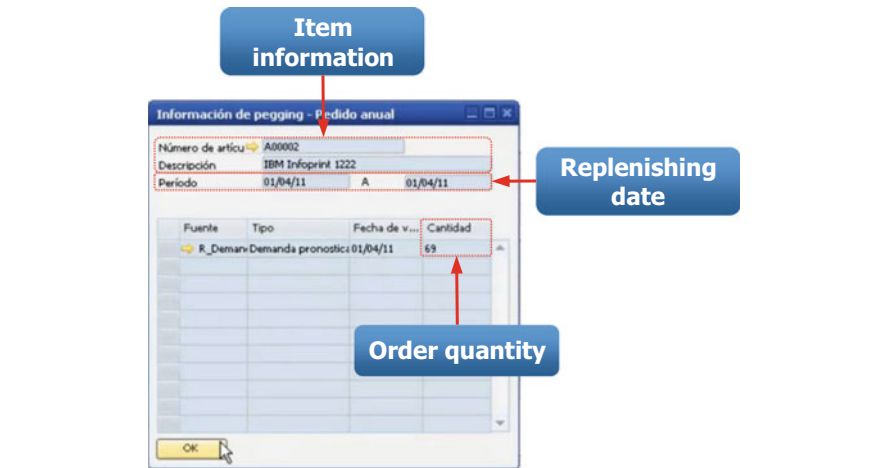 Item
information
Información de pegging - Pedido anual
Número de artícu A00002
Descripción IBM Infoprint 1222
Período 01/04/11 A 01/04/11
Replenishing
date
Fuente Tipo Fecha de v... Cantidad
R_Deman Demanda pronostica 01/04/11 69
Order quantity
OK